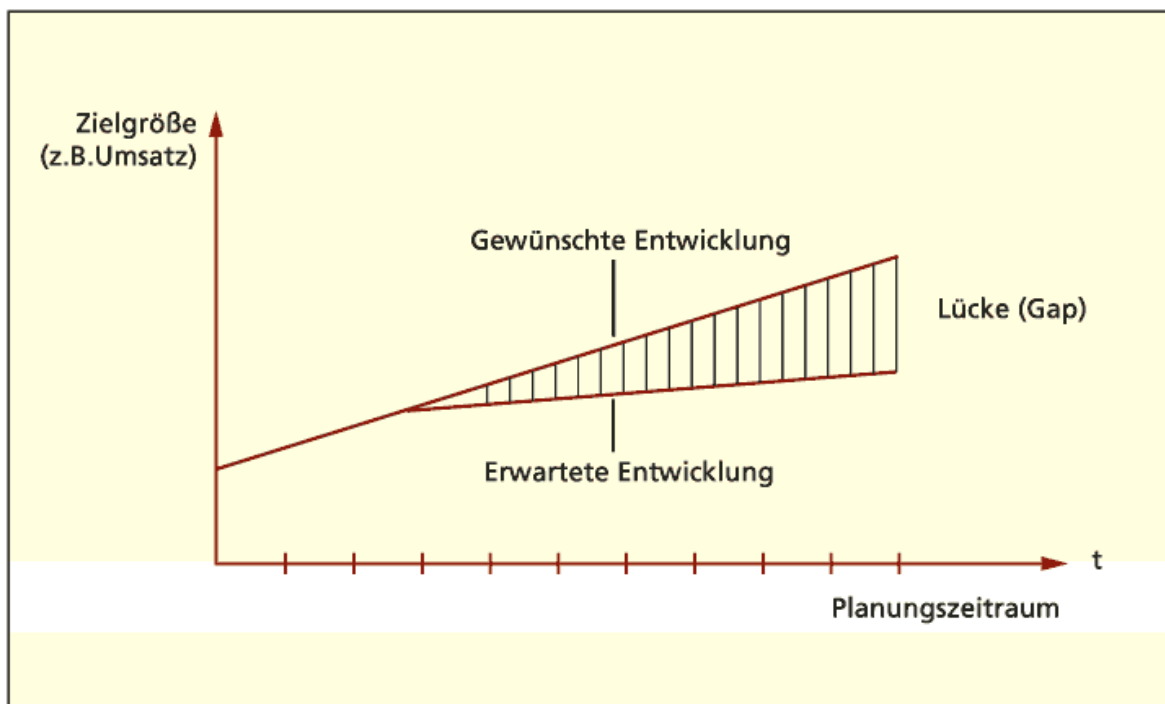 Zielgröße
(z.B.Umsatz)
Gewünschte Entwicklung
Lücke (Gap)
Erwartete Entwicklung
t
Planungszeitraum